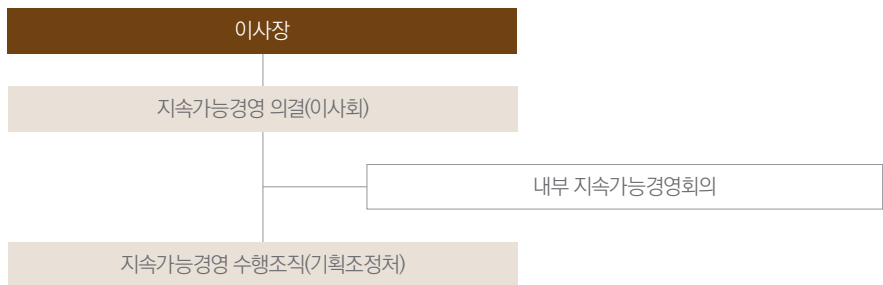 이사장
지속가능경영 의결(이사회)
내부 지속가능경영회의
지속가능경영 수행조직(기획조정처)